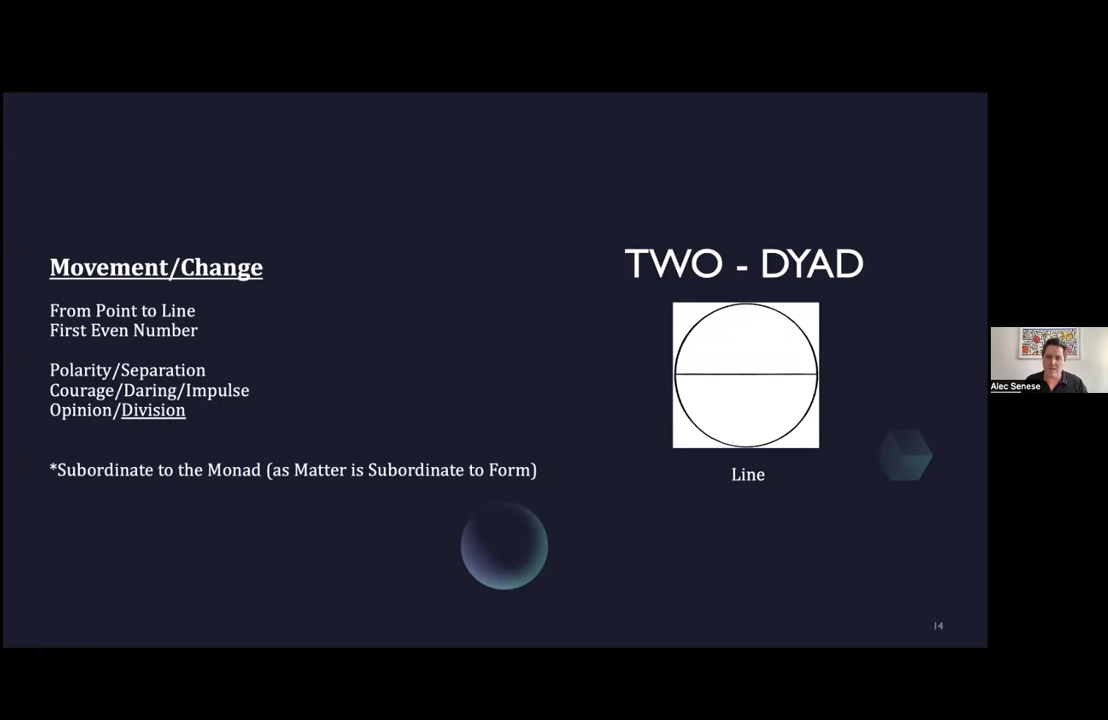 Movement/Change
From Point to Line
First Even Number
Polarity/Separation
Courage/Daring/Impulse
Opinion/Division
*Subordinate to the Monad (as Matter is Subordinate to Form)
TWO - DYAD
Line
14
Alec Senese